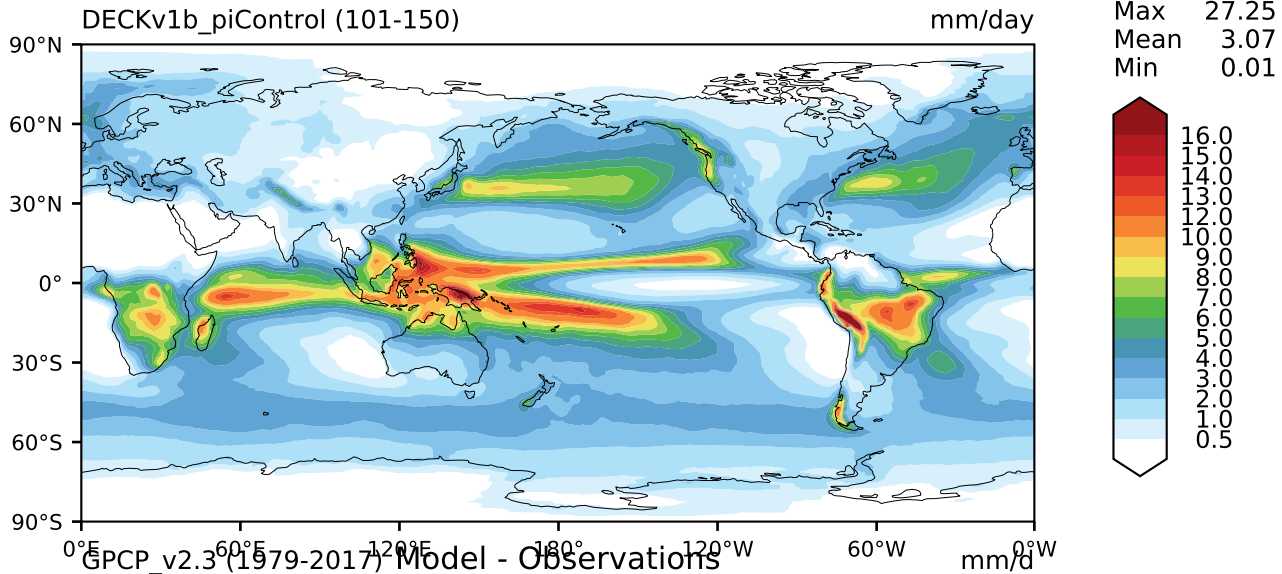 DECKv1b_piControl (101-150) mm/day
Max 27.25
Mean 3.07
Min 0.01
90°N
60°N
30°N
0°
30°S
60°S
90°S
0°E 60°E 120°E 180° 120°W 60°W 0°W
16.0
15.0
14.0
13.0
12.0
10.0
9.0
8.0
7.0
6.0
5.0
4.0
3.0
2.0
1.0
0.5
GPCP_v2.3 (1979-2017) Model - Observations mm/d